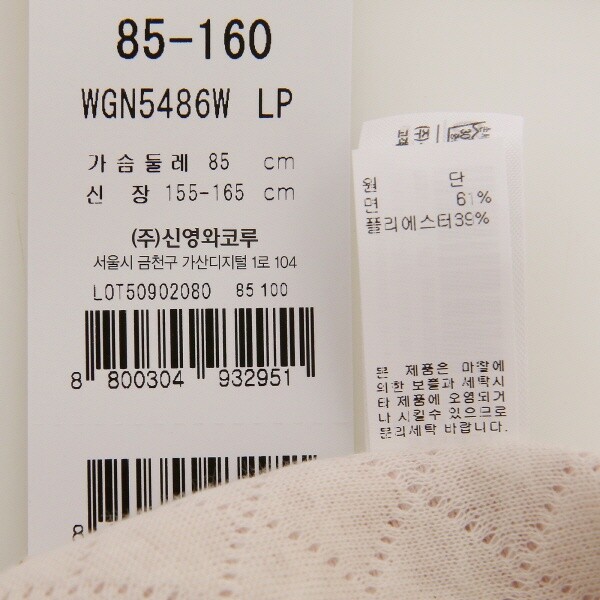 85-160
WGN5486W LP
가슴둘레 85 cm
신 장 155-165 cm
(주)신영와코루
서울시 금천구 가산디지털 1로 104
LOT50902080 85 100
8 800304 932951
8
원 단
면 61%
폴리에스터39%
본 제품은 마찰에
의한 보풀과 세탁시
타 제품에 오염되거
나 시킬수 있으므로
분리세탁 바랍니다.